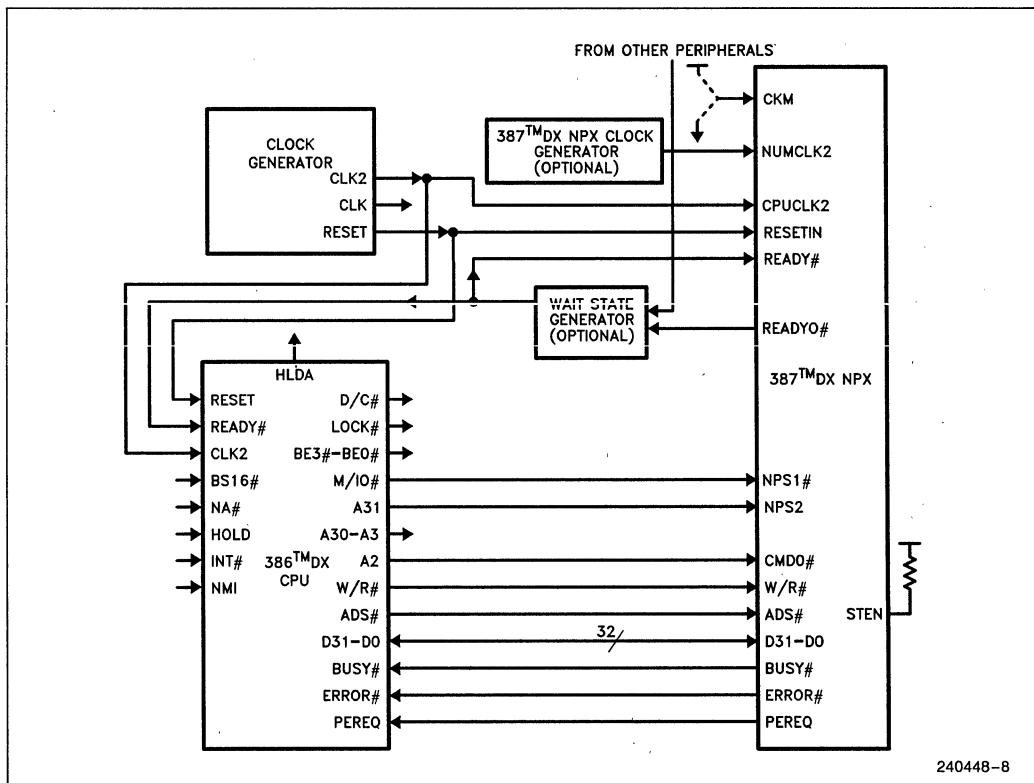 FROM OTHER PERIPHERALS
CKM
387™DX NPX CLOCK
GENERATOR
(OPTIONAL)
NUMCLK2
CLOCK
GENERATOR
CLK2
CLK
RESET
CPUCLK2
RESETIN
READY#
WAIT STATE
GENERATOR
(OPTIONAL)
READYO#
387™DX NPX
HLDA
RESET
READY#
CLK2
BS16#
NA#
HOLD
INT#
NMI
386™DX
CPU
D/C#
LOCK#
BE3#-BE0#
M/IO#
A31
A30-A3
A2
W/R#
ADS#
D31-D0
BUSY#
ERROR#
PEREQ
32
NPS1#
NPS2
CMD0#
W/R#
ADS#
STEN
D31-D0
BUSY#
ERROR#
PEREQ
240448-8